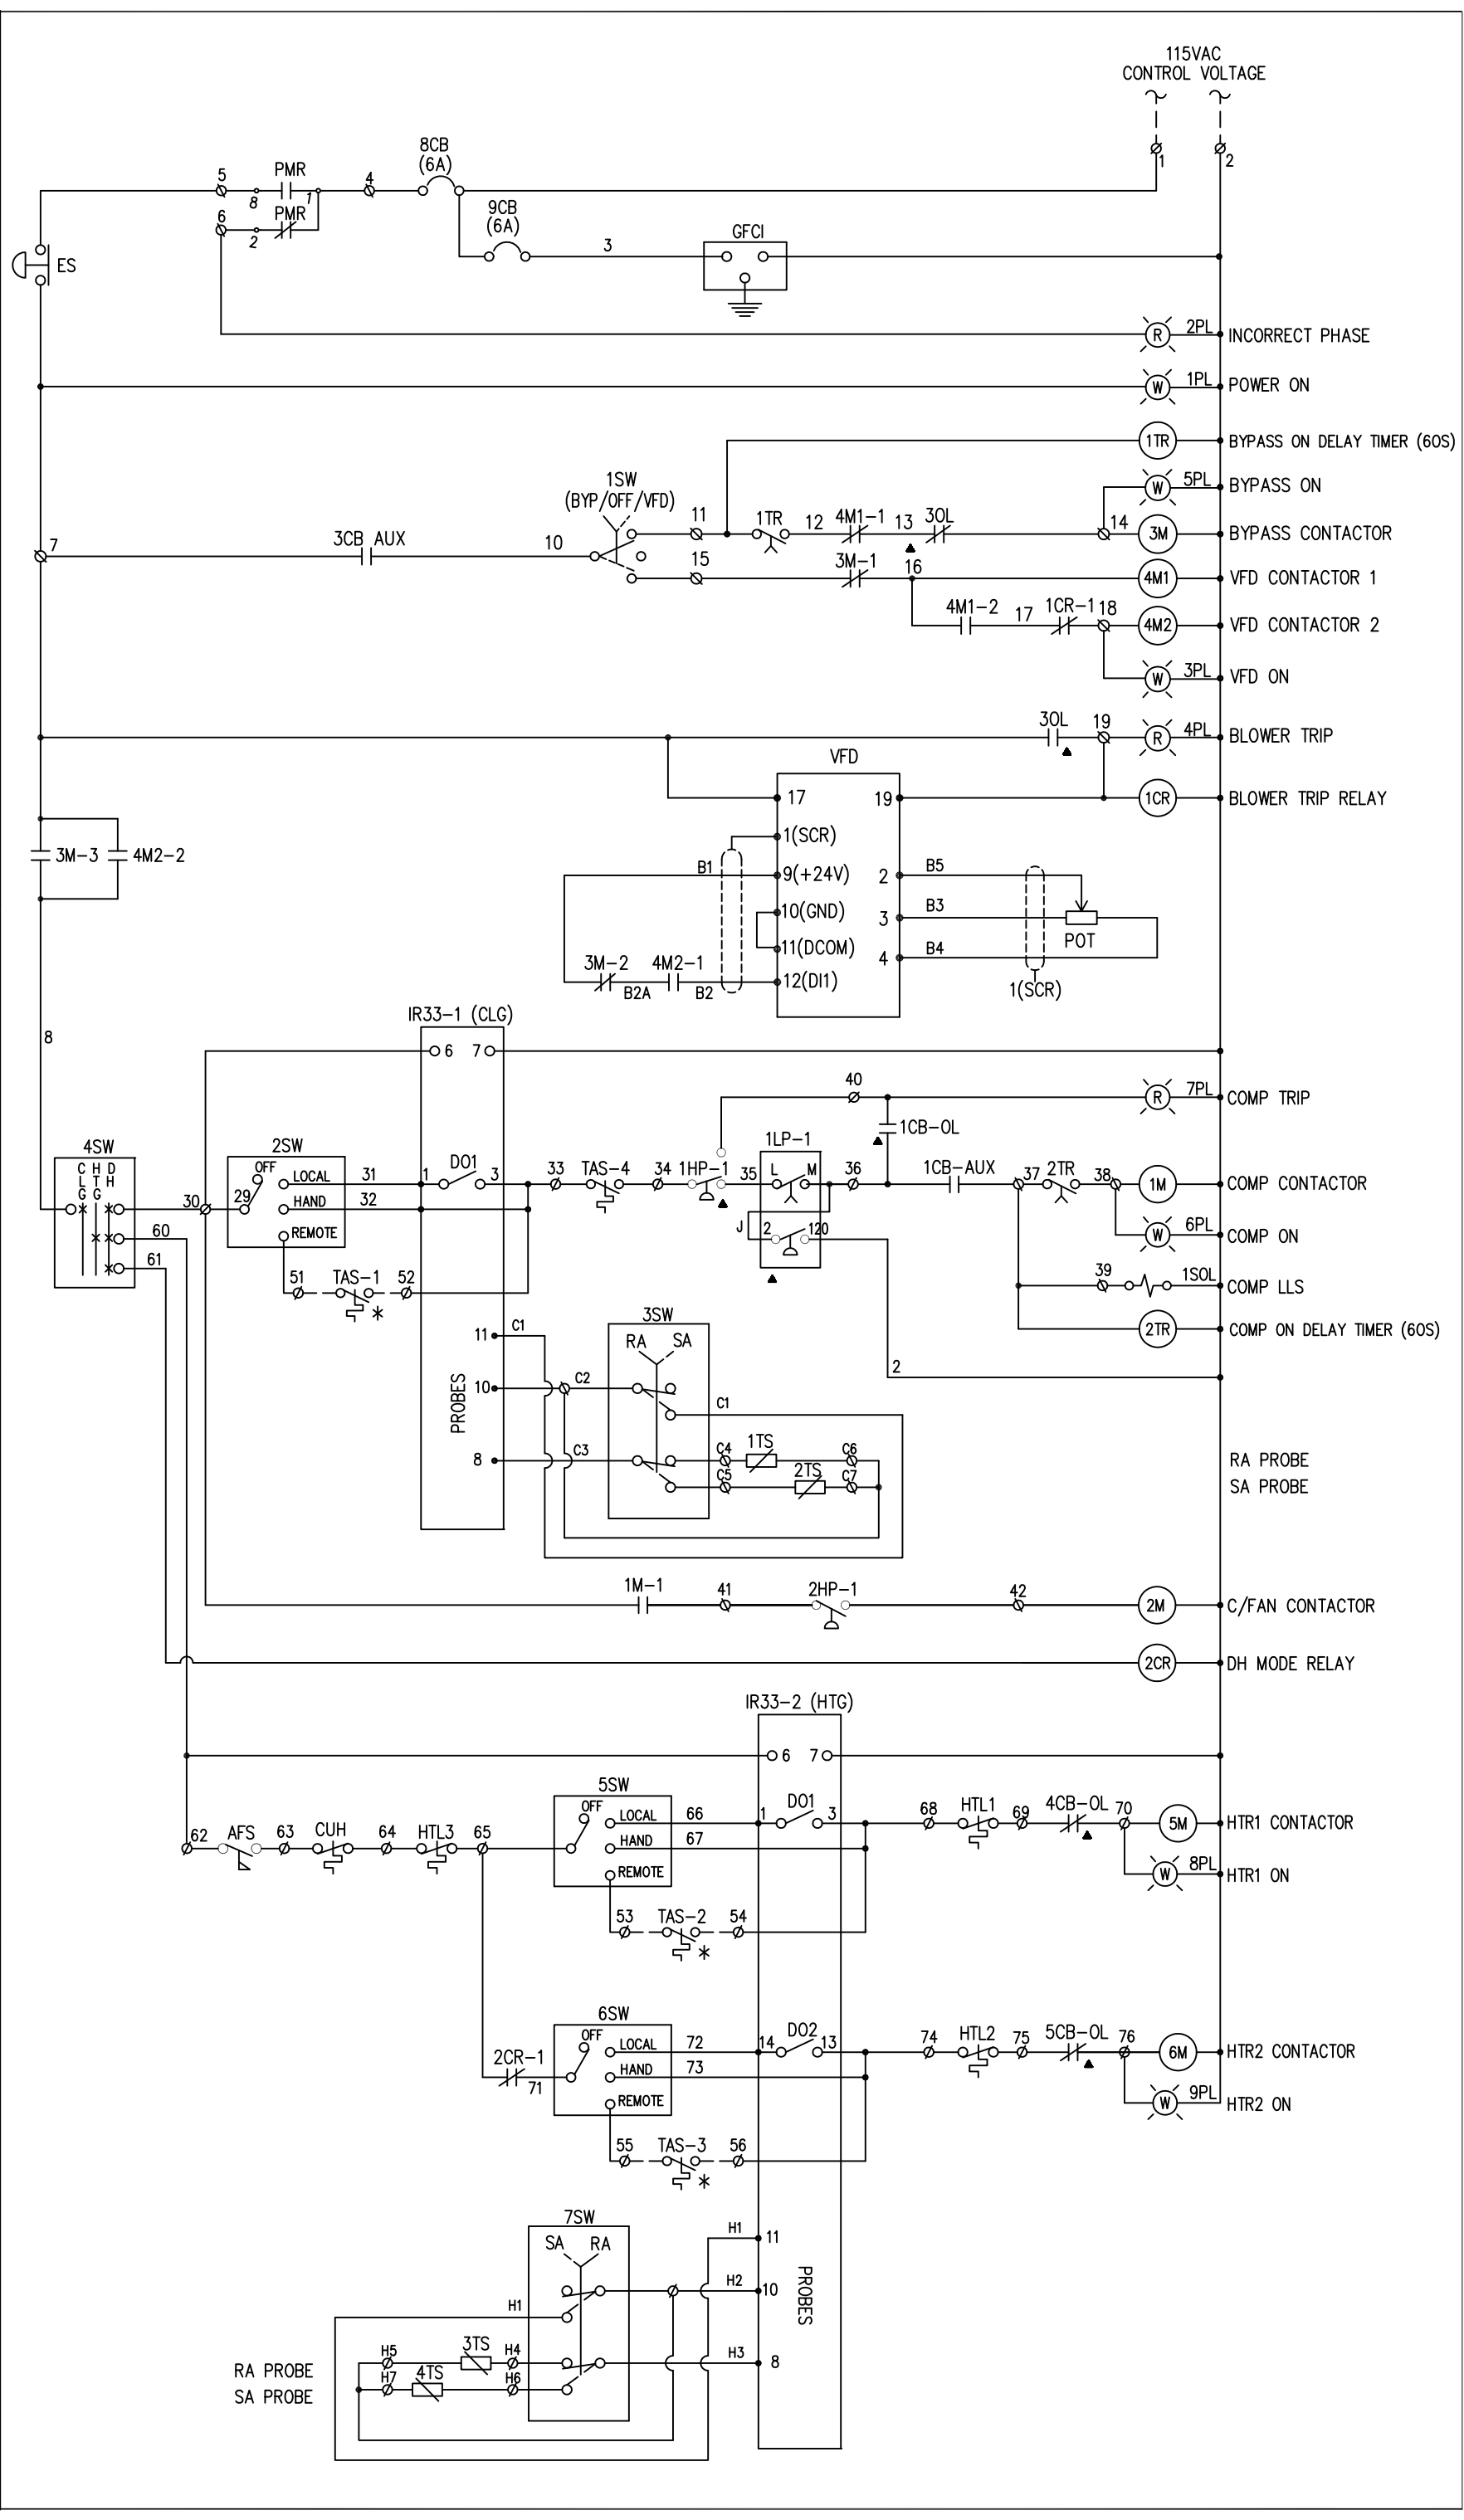 115VAC
CONTROL VOLTAGE
1
2
8CB
(6A)
5
PMR
4
8
1
6
PMR
2
9CB
(6A)
3
GFCI
ES
2PL
R
INCORRECT PHASE
1PL
W
POWER ON
1TR
BYPASS ON DELAY TIMER (60S)
1SW
(BYP/OFF/VFD)
5PL
W
BYPASS ON
11
1TR
12
4M1-1
13
3OL
14
3M
BYPASS CONTACTOR
7
3CB AUX
10
15
3M-1
16
4M1
VFD CONTACTOR 1
4M1-2
17
1CR-1
18
4M2
VFD CONTACTOR 2
3PL
W
VFD ON
3OL
19
R
4PL
BLOWER TRIP
VFD
17
19
1CR
BLOWER TRIP RELAY
1(SCR)
3M-3
4M2-2
B1
9(+24V)
2
B5
10(GND)
3
B3
POT
11(DCOM)
4
B4
3M-2
4M2-1
12(DI1)
B2A
B2
1(SCR)
IR33-1 (CLG)
8
6
7
40
R
7PL
COMP TRIP
1CB-OL
4SW
CLG
HTG
DH
2SW
OFF
LOCAL
31
1
DO1
3
33
TAS-4
34
1HP-1
35
1LP-1
L
M
36
1CB-AUX
37
2TR
38
1M
COMP CONTACTOR
30
29
HAND
32
60
REMOTE
J
2
120
6PL
W
COMP ON
61
51
TAS-1
52
*
39
1SOL
COMP LLS
3SW
2TR
COMP ON DELAY TIMER (60S)
11
C1
RA
SA
2
PROBES
10
C2
C1
8
C3
C4
1TS
C6
RA PROBE
C5
2TS
C7
SA PROBE
1M-1
41
2HP-1
42
2M
C/FAN CONTACTOR
2CR
DH MODE RELAY
IR33-2 (HTG)
6
7
5SW
OFF
LOCAL
66
1
DO1
3
68
HTL1
69
4CB-OL
70
5M
HTR1 CONTACTOR
62
AFS
63
CUH
64
HTL3
65
HAND
67
REMOTE
8PL
W
HTR1 ON
53
TAS-2
54
*
6SW
OFF
LOCAL
72
14
DO2
13
74
HTL2
75
5CB-OL
76
6M
HTR2 CONTACTOR
2CR-1
71
HAND
73
REMOTE
9PL
W
HTR2 ON
55
TAS-3
56
*
7SW
SA
RA
H1
11
H2
10
PROBES
H1
H3
8
RA PROBE
H5
3TS
H4
SA PROBE
H7
4TS
H6